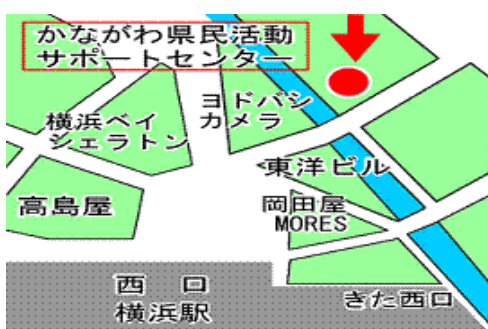 かながわ県民活動
サポートセンター
ヨドバシ
カメラ
横浜ベイ
シェラトン
東洋ビル
高島屋
岡田屋
MORES
西 口
横浜駅
きた西口